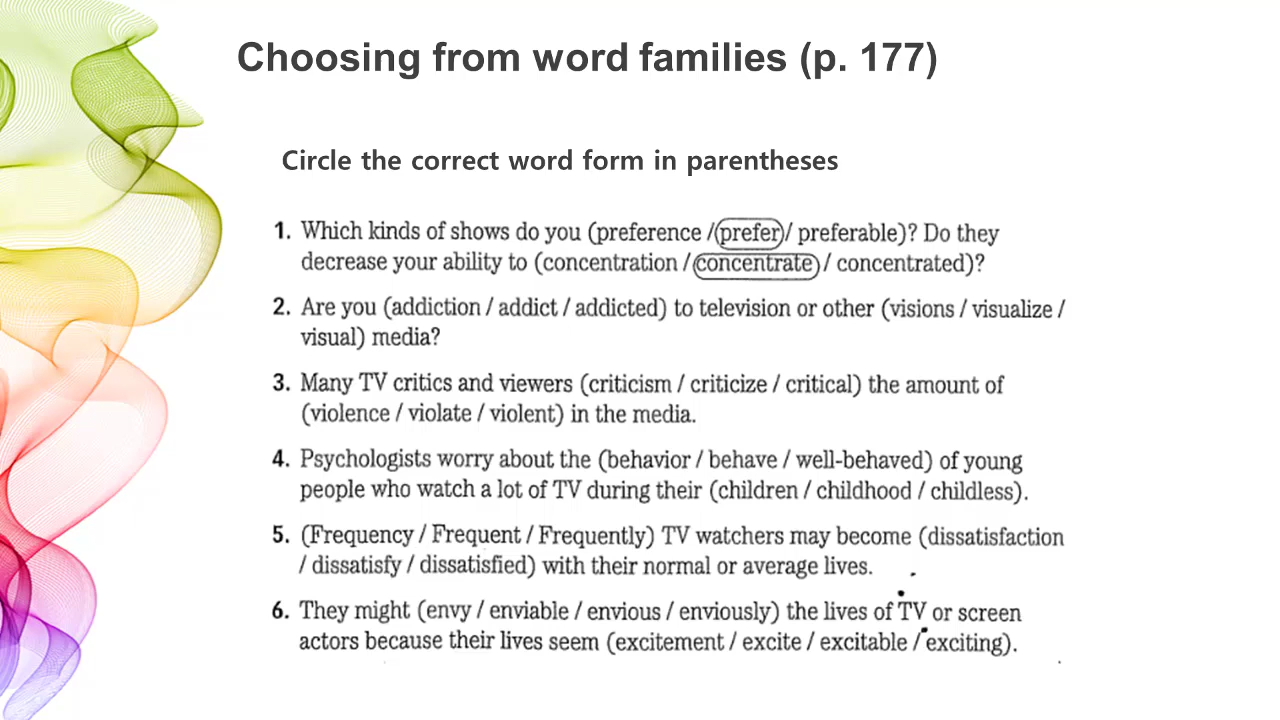 Choosing from word families (p. 177)
Circle the correct word form in parentheses
1. Which kinds of shows do you (preference / prefer / preferable)? Do they
decrease your ability to (concentration / concentrate / concentrated)?
2. Are you (addiction / addict / addicted) to television or other (visions / visualize /
visual) media?
3. Many TV critics and viewers (criticism / criticize / critical) the amount of
(violence / violate / violent) in the media.
4. Psychologists worry about the (behavior / behave / well-behaved) of young
people who watch a lot of TV during their (children / childhood / childless).
5. (Frequency / Frequent / Frequently) TV watchers may become (dissatisfaction
/ dissatisfy / dissatisfied) with their normal or average lives.
6. They might (envy / enviable / envious / enviously) the lives of TV or screen
actors because their lives seem (excitement / excite / excitable / exciting).